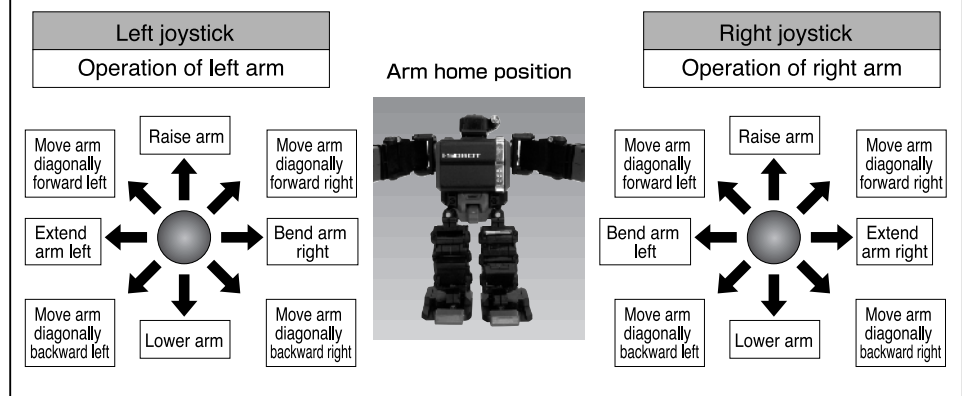 Left joystick
Operation of left arm
Raise arm
Move arm
diagonally
forward left
Move arm
diagonally
forward right
Extend
arm left
Bend arm
right
Move arm
diagonally
backward left
Lower arm
Move arm
diagonally
backward right
Arm home position
Right joystick
Operation of right arm
Raise arm
Move arm
diagonally
forward left
Move arm
diagonally
forward right
Bend arm
left
Extend
arm right
Move arm
diagonally
backward left
Lower arm
Move arm
diagonally
backward right